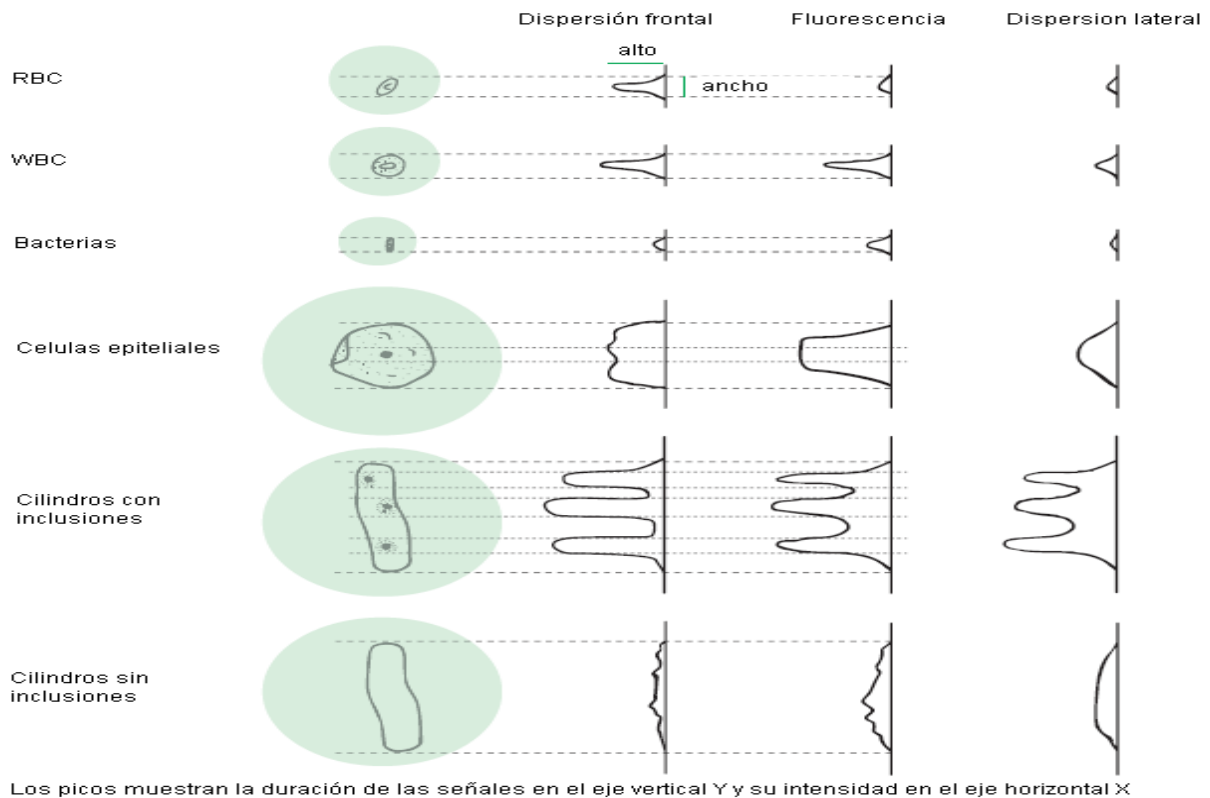 Dispersión frontal
Fluorescencia
Dispersion lateral
alto
RBC
ancho
WBC
Bacterias
Celulas epiteliales
Cilindros con
inclusiones
Cilindros sin
inclusiones
Los picos muestran la duración de las señales en el eje vertical Y y su intensidad en el eje horizontal X